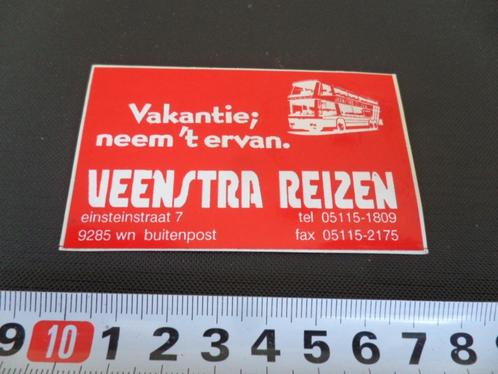 Vakantie;
neem 't ervan.
VEENSTRA REIZEN
einsteinstraat 7 tel 05115-1809
9285 wn buitenpost fax 05115-2175
9 10 1 2 3 4 5 6 7 8 9